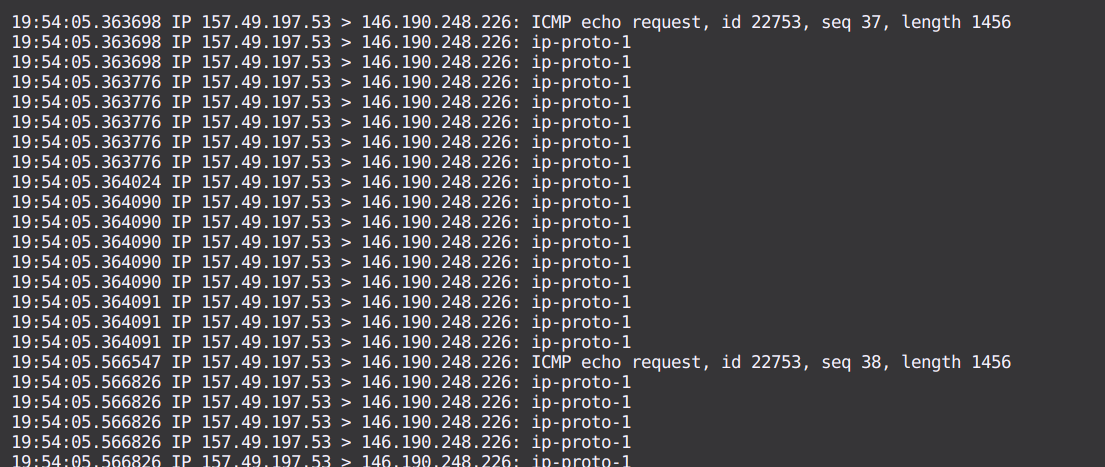 19:54:05.363698 IP 157.49.197.53 > 146.190.248.226: ICMP echo request, id 22753, seq 37, length 1456
19:54:05.363698 IP 157.49.197.53 > 146.190.248.226: ip-proto-1
19:54:05.363698 IP 157.49.197.53 > 146.190.248.226: ip-proto-1
19:54:05.363776 IP 157.49.197.53 > 146.190.248.226: ip-proto-1
19:54:05.363776 IP 157.49.197.53 > 146.190.248.226: ip-proto-1
19:54:05.363776 IP 157.49.197.53 > 146.190.248.226: ip-proto-1
19:54:05.363776 IP 157.49.197.53 > 146.190.248.226: ip-proto-1
19:54:05.363776 IP 157.49.197.53 > 146.190.248.226: ip-proto-1
19:54:05.364024 IP 157.49.197.53 > 146.190.248.226: ip-proto-1
19:54:05.364090 IP 157.49.197.53 > 146.190.248.226: ip-proto-1
19:54:05.364090 IP 157.49.197.53 > 146.190.248.226: ip-proto-1
19:54:05.364090 IP 157.49.197.53 > 146.190.248.226: ip-proto-1
19:54:05.364090 IP 157.49.197.53 > 146.190.248.226: ip-proto-1
19:54:05.364090 IP 157.49.197.53 > 146.190.248.226: ip-proto-1
19:54:05.364091 IP 157.49.197.53 > 146.190.248.226: ip-proto-1
19:54:05.364091 IP 157.49.197.53 > 146.190.248.226: ip-proto-1
19:54:05.364091 IP 157.49.197.53 > 146.190.248.226: ip-proto-1
19:54:05.566547 IP 157.49.197.53 > 146.190.248.226: ICMP echo request, id 22753, seq 38, length 1456
19:54:05.566826 IP 157.49.197.53 > 146.190.248.226: ip-proto-1
19:54:05.566826 IP 157.49.197.53 > 146.190.248.226: ip-proto-1
19:54:05.566826 IP 157.49.197.53 > 146.190.248.226: ip-proto-1
19:54:05.566826 IP 157.49.197.53 > 146.190.248.226: ip-proto-1
19:54:05.566826 IP 157.49.197.53 > 146.190.248.226: ip-proto-1